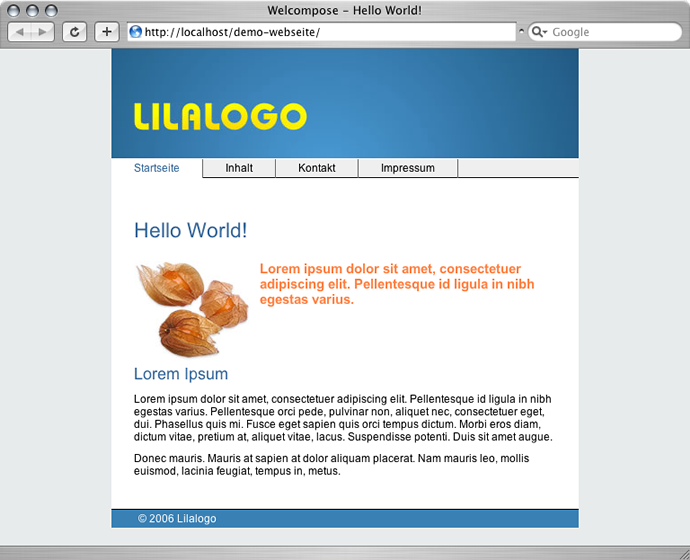 Welcompose – Hello World!
http://localhost/demo-webseite/
Google
LILALOGO
Startseite
Inhalt
Kontakt
Impressum
Hello World!
Lorem ipsum dolor sit amet, consectetuer
adipiscing elit. Pellentesque id ligula in nibh
egestas varius.
Lorem Ipsum
Lorem ipsum dolor sit amet, consectetuer adipiscing elit. Pellentesque id ligula in nibh
egestas varius. Pellentesque orci pede, pulvinar non, aliquet nec, consectetuer eget,
dui. Phasellus quis mi. Fusce eget sapien quis orci tempus dictum. Morbi eros diam,
dictum vitae, pretium at, aliquet vitae, lacus. Suspendisse potenti. Duis sit amet augue.
Donec mauris. Mauris at sapien at dolor aliquam placerat. Nam mauris leo, mollis
euismod, lacinia feugiat, tempus in, metus.
© 2006 Lilalogo